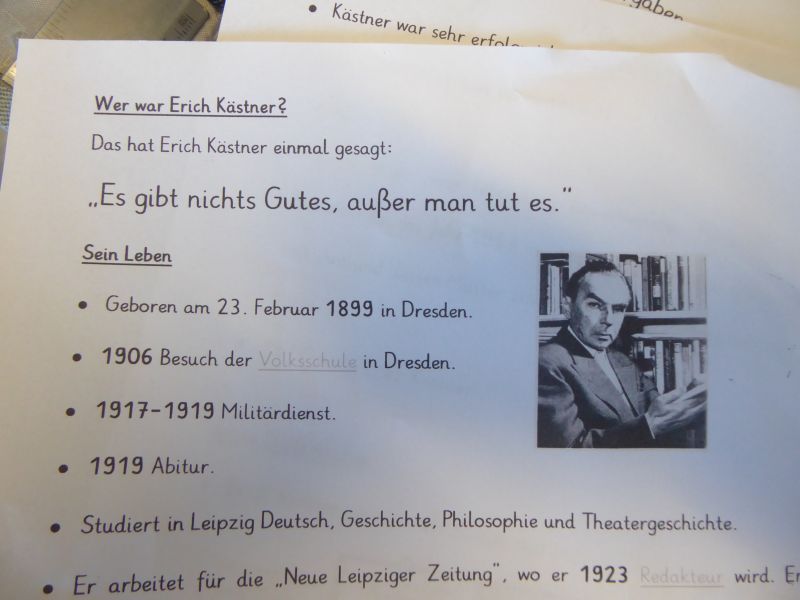 • Kästner war sehr
Wer war Erich Kästner?
Das hat Erich Kästner einmal gesagt:
„Es gibt nichts Gutes, außer man tut es."
Sein Leben
• Geboren am 23. Februar 1899 in Dresden.
• 1906 Besuch der Volksschule in Dresden.
• 1917-1919 Militärdienst.
• 1919 Abitur.
• Studiert in Leipzig Deutsch, Geschichte, Philosophie und Theatergeschichte.
• Er arbeitet für die „Neue Leipziger Zeitung", wo er 1923 Redakteur wird.